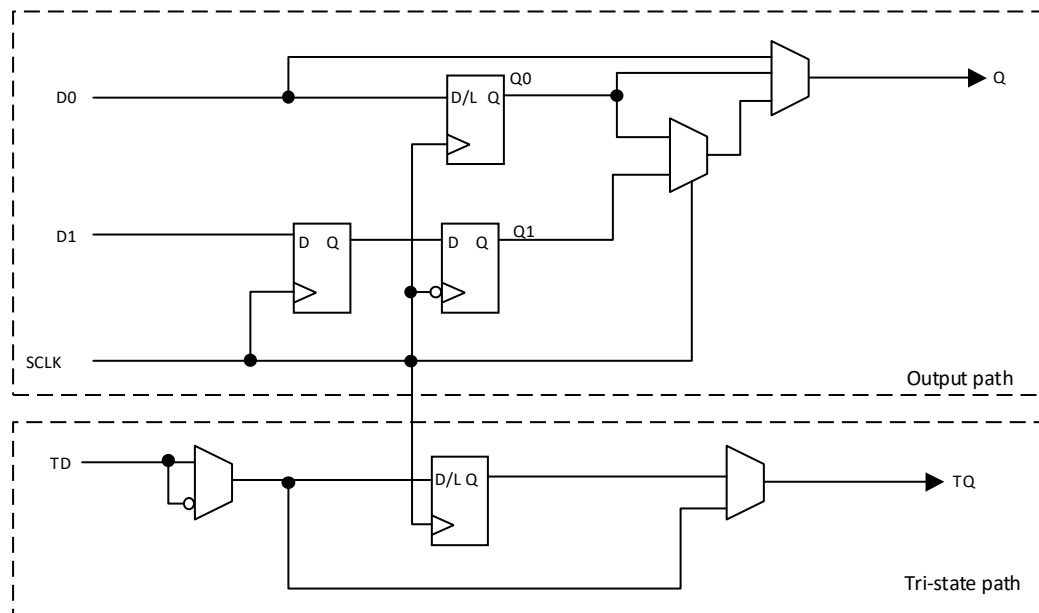 D0
D/L Q
Q0
Q
D1
D Q
D Q
Q1
SCLK
Output path
TD
D/L Q
TQ
Tri-state path